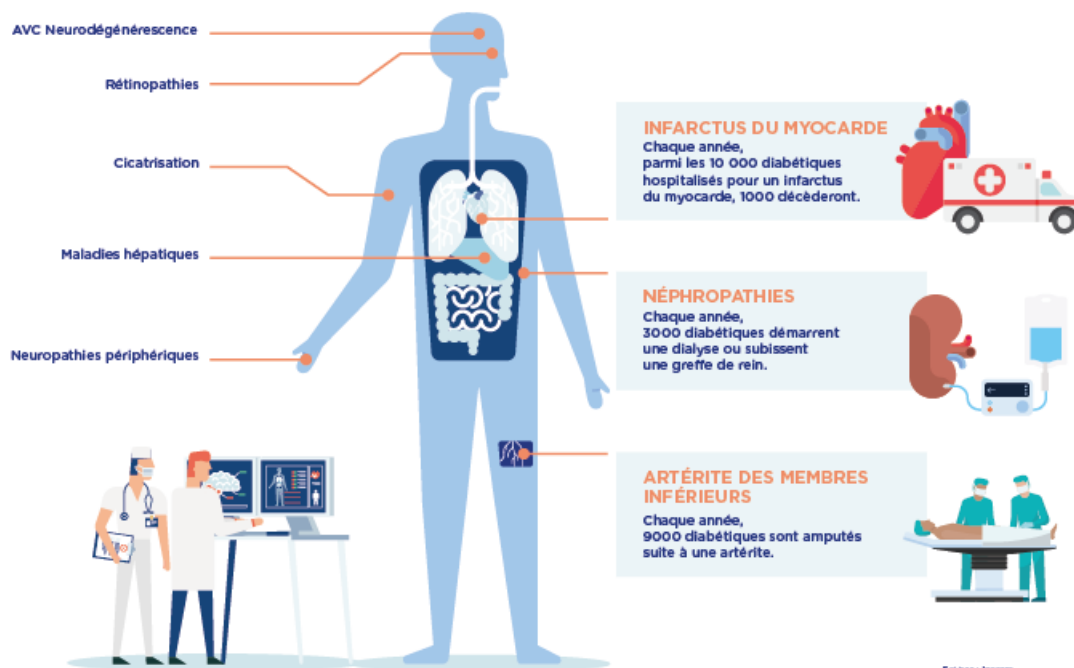 AVC Neurodégénérescence
Rétinopathies
Cicatrisation
Maladies hépatiques
Neuropathies périphériques
INFARCTUS DU MYOCARDE
Chaque année,
parmi les 10 000 diabétiques
hospitalisés pour un infarctus
du myocarde, 1000 décèderont.
NÉPHROPATHIES
Chaque année,
3000 diabétiques démarrent
une dialyse ou subissent
une greffe de rein.
ARTÉRITE DES MEMBRES
INFÉRIEURS
Chaque année,
9000 diabétiques sont amputés
suite à une artérite.